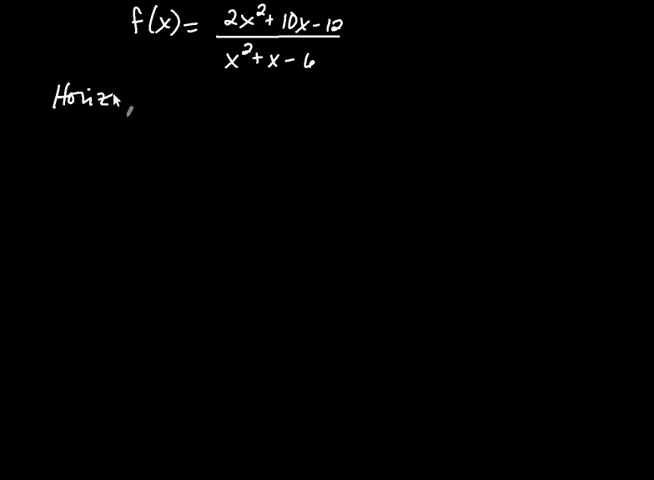 f(x) = 2x² + 10x - 12
x² + x - 6
Horiz